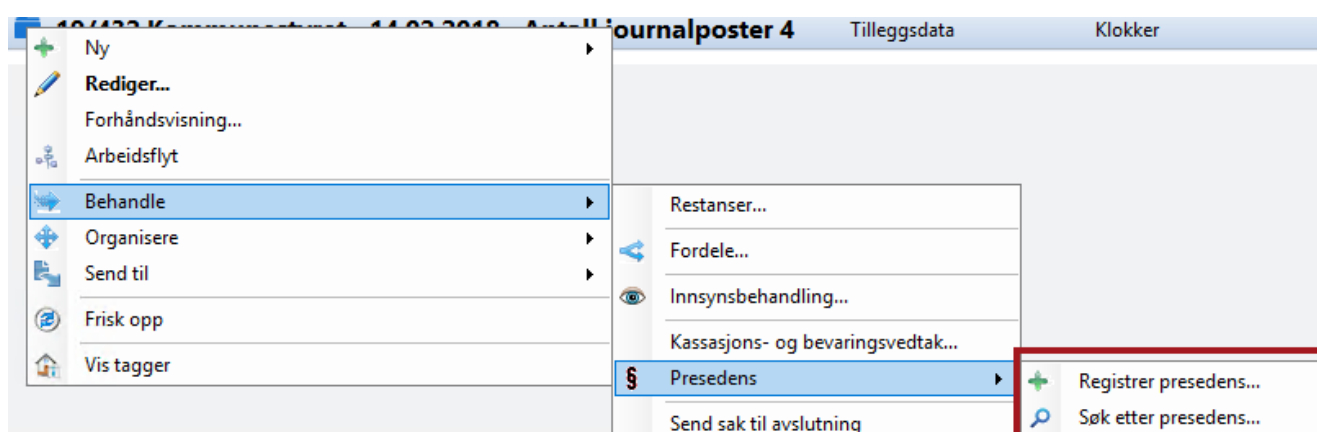 journalposter 4 Tilleggsdata Klokker
Ny
Rediger...
Forhåndsvisning...
Arbeidsflyt
Behandle
Organisere
Send til
Frisk opp
Vis tagger
Restanser...
Fordele...
Innsynsbehandling...
Kassasjons- og bevaringsvedtak...
§ Presedens
Send sak til avslutning
Registrer presedens...
Søk etter presedens...